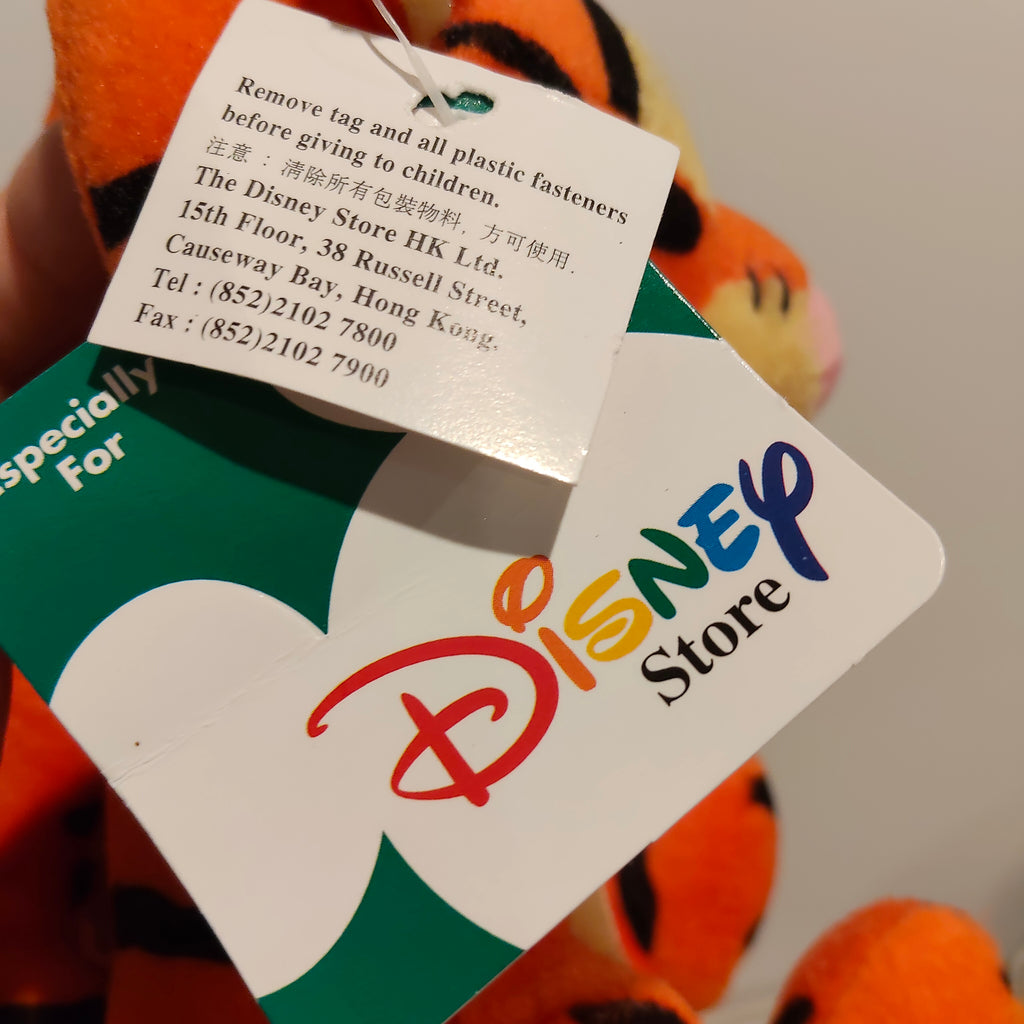 Remove tag and all plastic fasteners
before giving to children.
注意 : 清除所有包裝物料, 方可使用.
The Disney Store HK Ltd.
15th Floor, 38 Russell Street,
Causeway Bay, Hong Kong.
Tel : (852)2102 7800
Fax : (852)2102 7900
Especially
For
Disney
Store